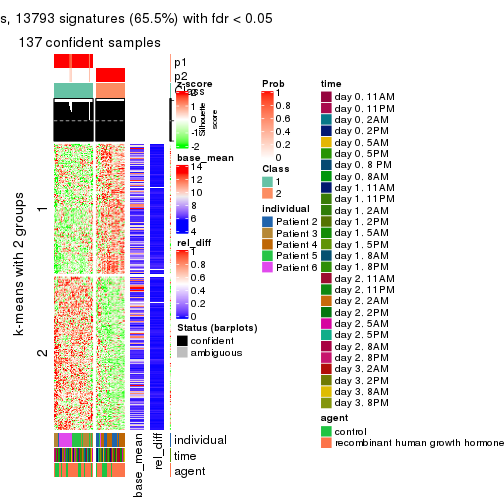 s, 13793 signatures (65.5%) with fdr < 0.05
137 confident samples
p1
p2
Class
Silhouette
score
k-means with 2 groups
1
2
base_mean
rel_diff
individual
time
agent
z-score
2
1
0
-1
-2
base_mean
14
12
10
8
6
4
rel_diff
1
0.8
0.6
0.4
0.2
0
Status (barplots)
confident
ambiguous
Prob
1
0.8
0.6
0.4
0.2
0
Class
1
2
individual
Patient 2
Patient 3
Patient 4
Patient 5
Patient 6
time
day 0. 11AM
day 0. 11PM
day 0. 2AM
day 0. 2PM
day 0. 5AM
day 0. 5PM
day 0. 8 PM
day 0. 8AM
day 1. 11AM
day 1. 11PM
day 1. 2AM
day 1. 2PM
day 1. 5AM
day 1. 5PM
day 1. 8AM
day 1. 8PM
day 2. 11AM
day 2. 11PM
day 2. 2AM
day 2. 2PM
day 2. 5AM
day 2. 5PM
day 2. 8AM
day 2. 8PM
day 3. 2AM
day 3. 2PM
day 3. 8AM
day 3. 8PM
agent
control
recombinant human growth hormone